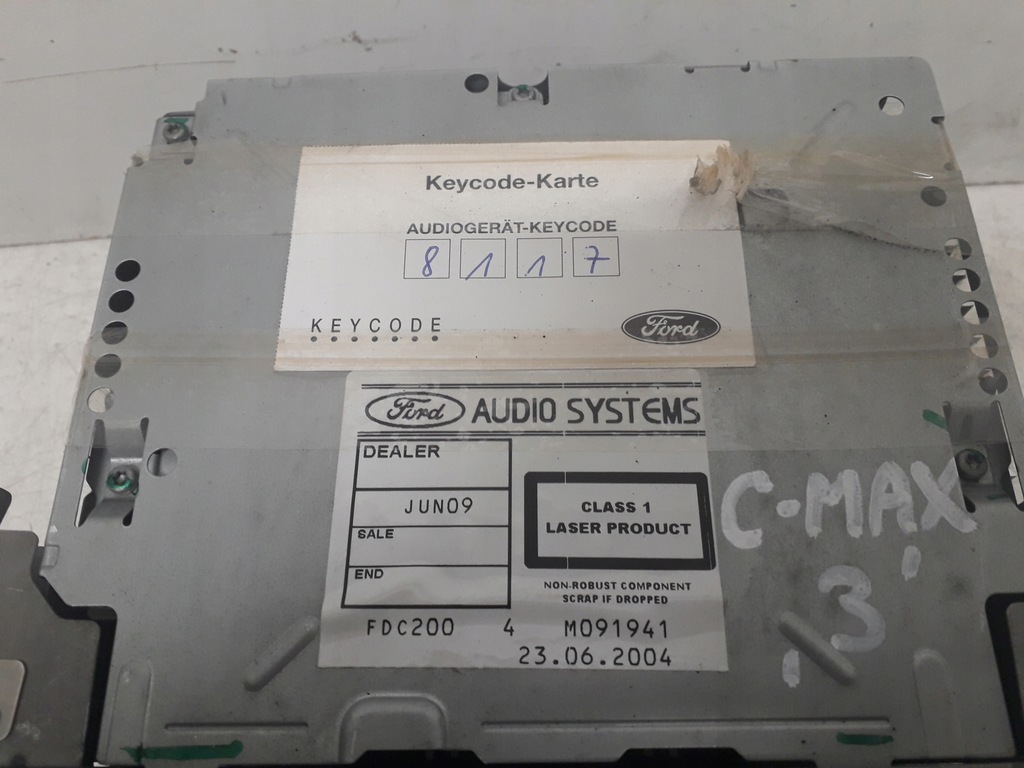 Keycode-Karte
AUDIOGERÄT-KEYCODE
8 1 1 7
KEYCODE
Ford
Ford AUDIO SYSTEMS
DEALER
JUN09
SALE
END
CLASS 1
LASER PRODUCT
NON-ROBUST COMPONENT
SCRAP IF DROPPED
FDC200 4 M091941
23.06.2004
C-MAX
'3'